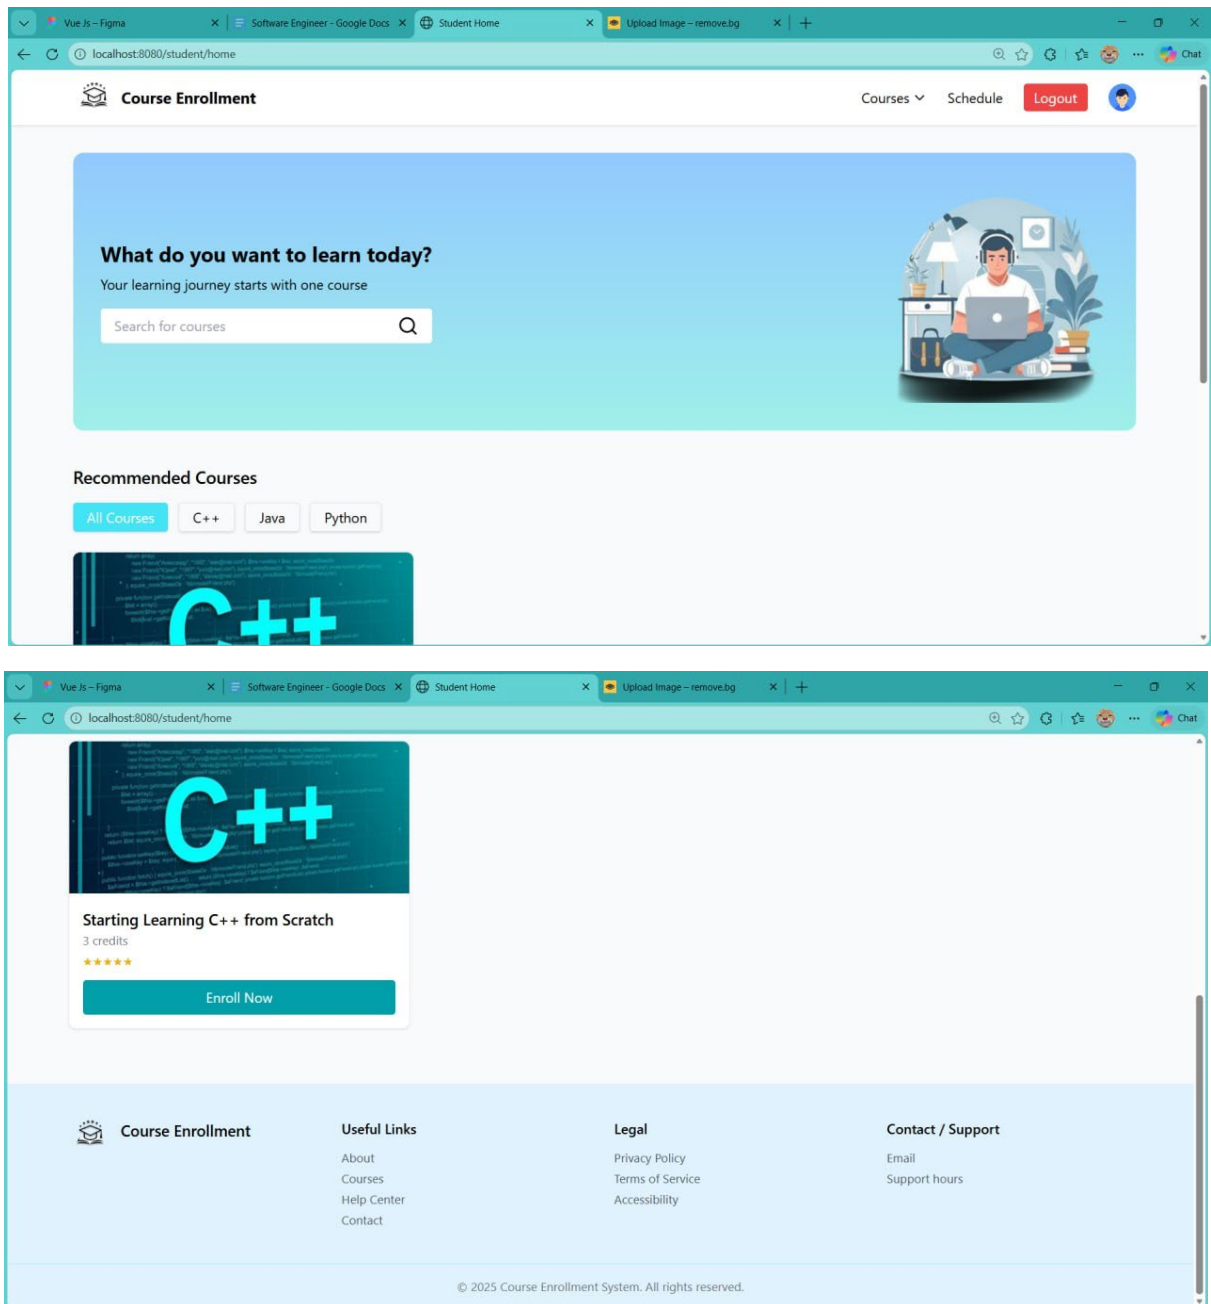 Vue Js – Figma Software Engineer - Google Docs Student Home Upload Image – remove.bg
localhost:8080/student/home Chat
Course Enrollment Courses Schedule Logout
What do you want to learn today?
Your learning journey starts with one course
Search for courses
Recommended Courses
All Courses C++ Java Python
C++
Vue Js – Figma Software Engineer - Google Docs Student Home Upload Image – remove.bg
localhost:8080/student/home Chat
C++
Starting Learning C++ from Scratch
3 credits
★★★★★
Enroll Now
Course Enrollment Useful Links Legal Contact / Support
About Privacy Policy Email
Courses Terms of Service Support hours
Help Center Accessibility
Contact
© 2025 Course Enrollment System. All rights reserved.